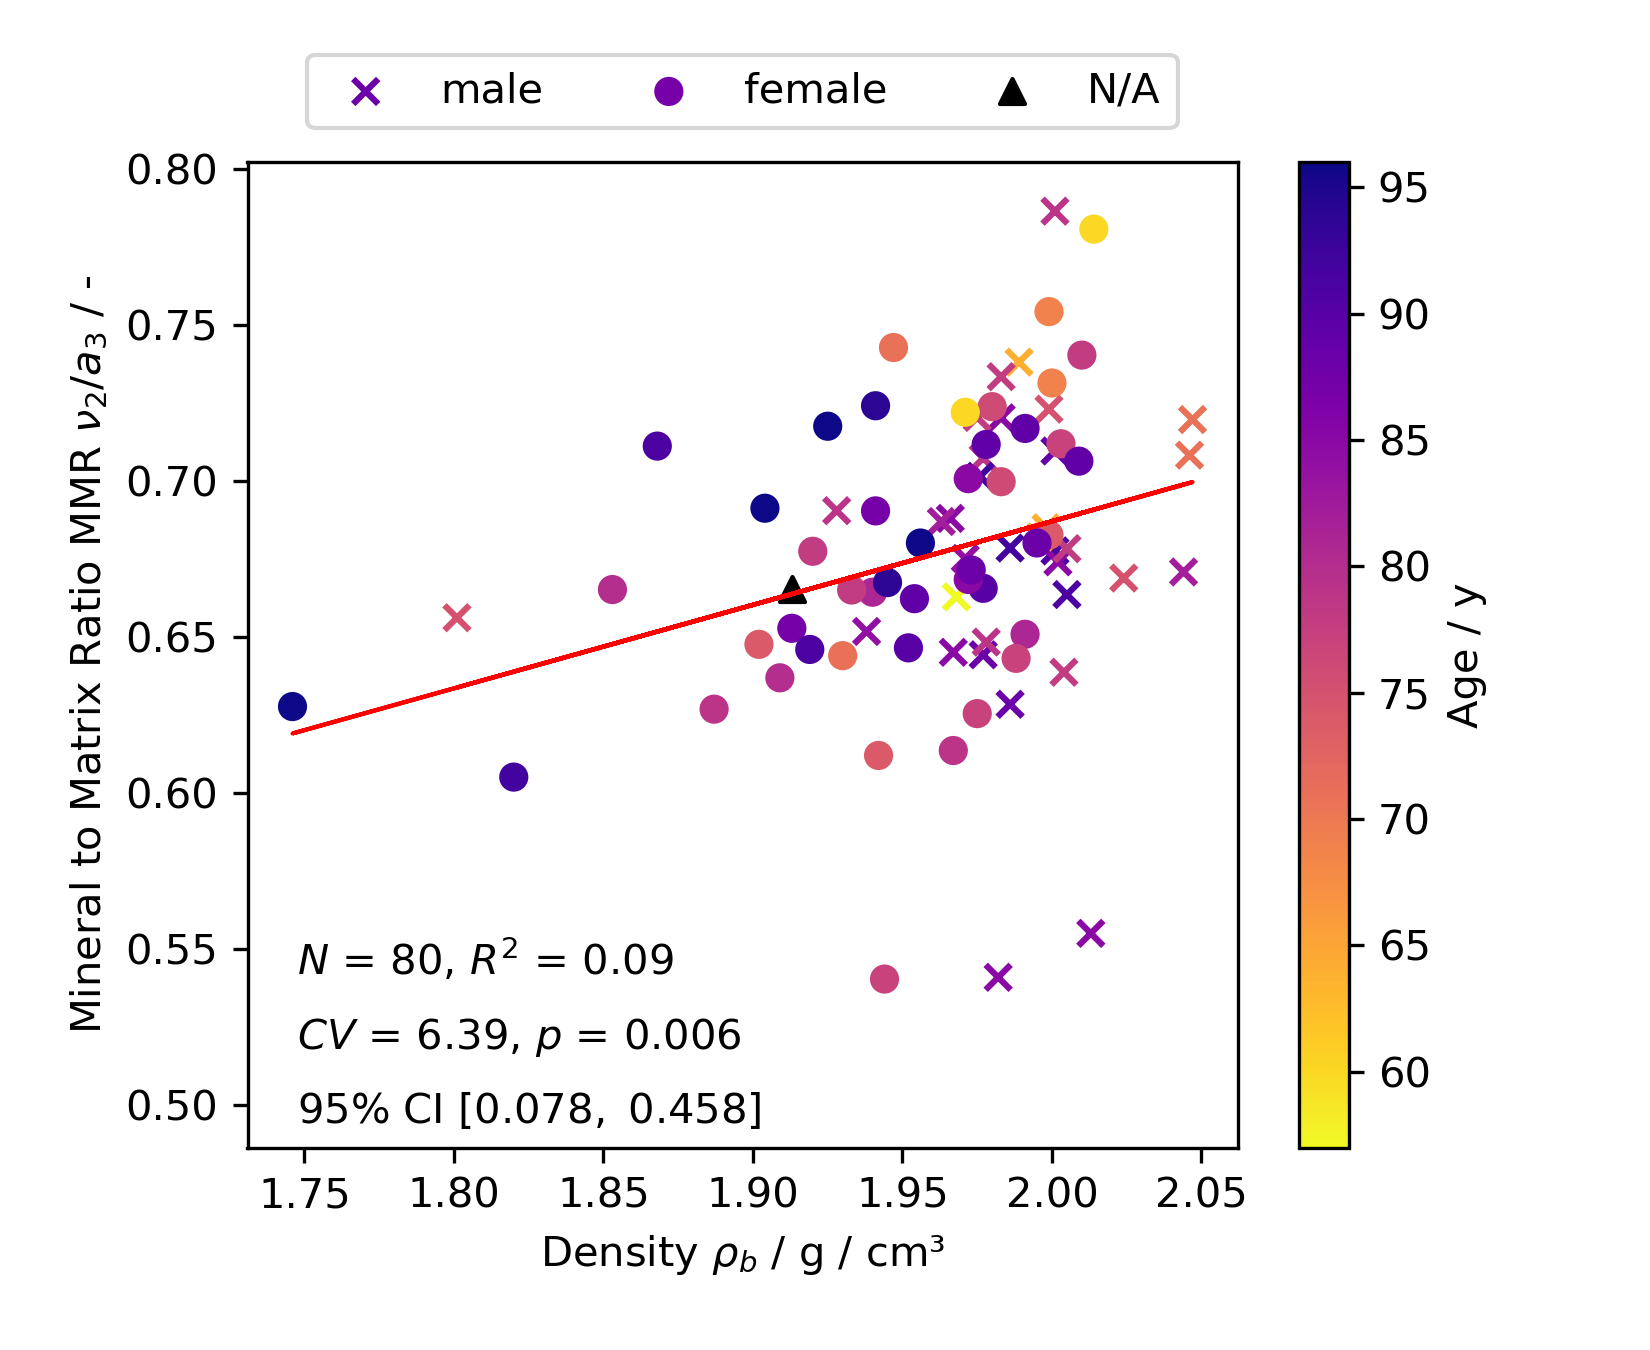 male female N/A
0.80
0.75
0.70
0.65
0.60
0.55
0.50
Mineral to Matrix Ratio MMR ν₂/a₃ / -
N = 80, R² = 0.09
CV = 6.39, p = 0.006
95% CI [0.078, 0.458]
1.75 1.80 1.85 1.90 1.95 2.00 2.05
Density ρ_b / g / cm³
95
90
85
80
75
70
65
60
Age / y